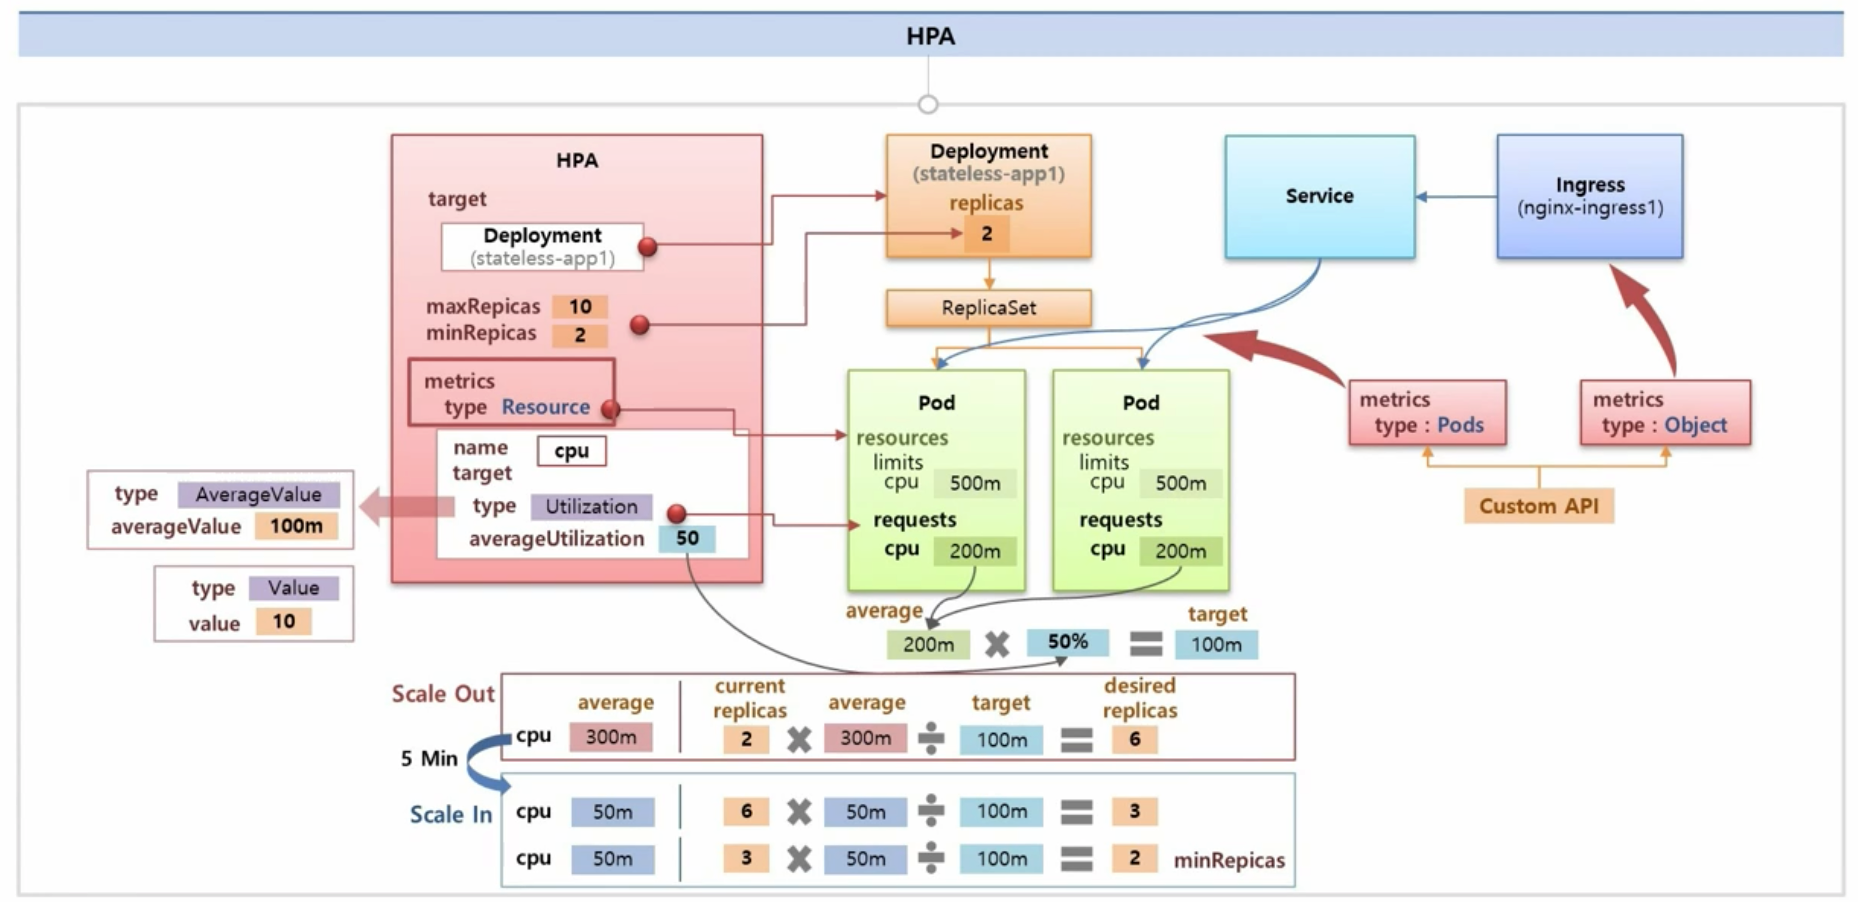 HPA
HPA
target
Deployment
(stateless-app1)
maxRepicas 10
minRepicas 2
metrics
type Resource
name cpu
target
type Utilization
averageUtilization 50
type AverageValue
averageValue 100m
type Value
value 10
Deployment
(stateless-app1)
replicas
2
ReplicaSet
Service
Ingress
(nginx-ingress1)
Pod
resources
limits
cpu 500m
requests
cpu 200m
Pod
resources
limits
cpu 500m
requests
cpu 200m
metrics
type : Pods
metrics
type : Object
Custom API
average
target
200m 50% 100m
Scale Out
average
current
replicas
average
target
desired
replicas
cpu 300m 2 300m 100m 6
5 Min
Scale In
cpu 50m 6 50m 100m 3
cpu 50m 3 50m 100m 2 minRepicas